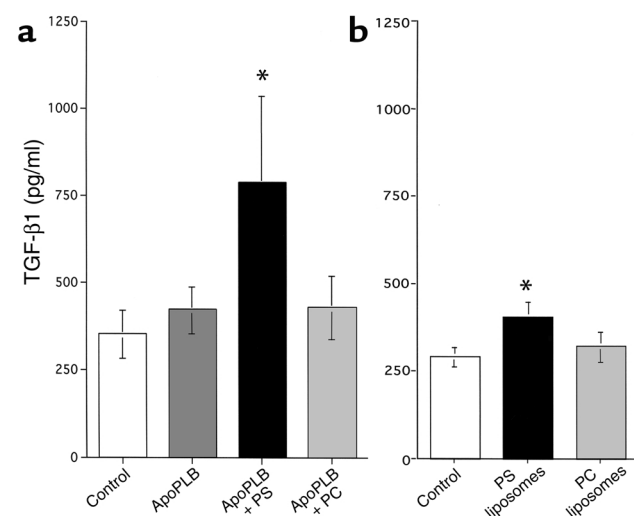 a
TGF-β1 (pg/ml)
1250
1000
750
500
250
0
*
Control
ApoPLB
ApoPLB
+ PS
ApoPLB
+ PC
b
1250
1000
750
500
250
0
*
Control
PS
liposomes
PC
liposomes